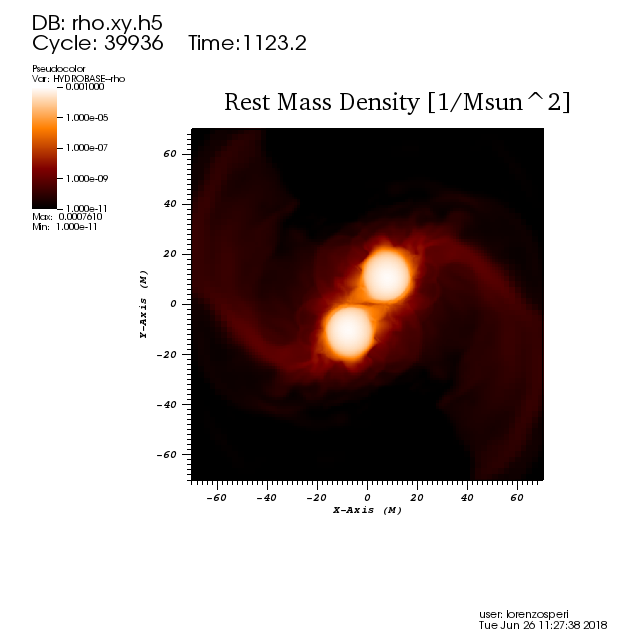 DB: rho.xy.h5
Cycle: 39936 Time:1123.2
Pseudocolor
Var: HYDROBASE--rho
0.001000
1.000e-05
1.000e-07
1.000e-09
1.000e-11
Max: 0.0007610
Min: 1.000e-11
Rest Mass Density [1/Msun^2]
60
40
20
0
-20
-40
-60
Y-Axis (M)
-60 -40 -20 0 20 40 60
X-Axis (M)
user: lorenzosperi
Tue Jun 26 11:27:38 2018